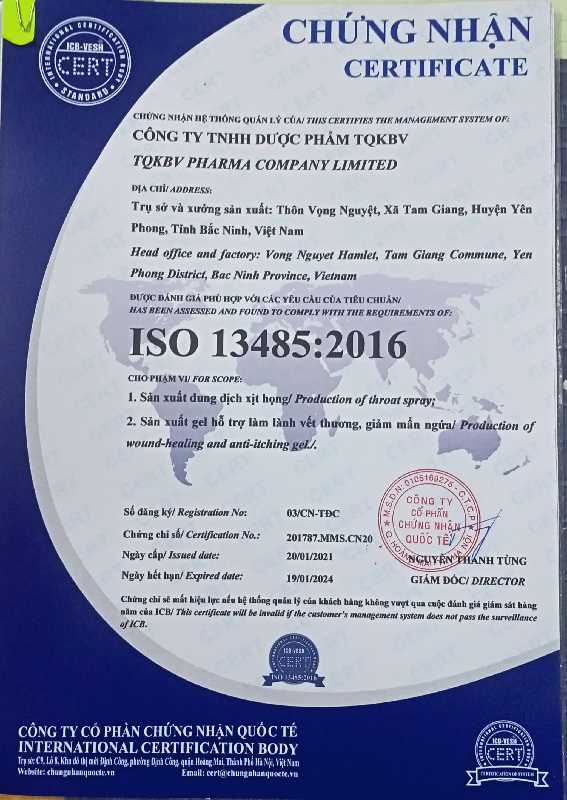 INTERNATIONAL CERTIFICATION BODY
ICB-VESH
CERT
STANDARD
CHỨNG NHẬN
CERTIFICATE
CHỨNG NHẬN HỆ THỐNG QUẢN LÝ CỦA/ THIS CERTIFIES THE MANAGEMENT SYSTEM OF:
CÔNG TY TNHH DƯỢC PHẨM TQKBV
TQKBV PHARMA COMPANY LIMITED
ĐỊA CHỈ/ ADDRESS:
Trụ sở và xưởng sản xuất: Thôn Vọng Nguyệt, Xã Tam Giang, Huyện Yên
Phong, Tỉnh Bắc Ninh, Việt Nam
Head office and factory: Vong Nguyet Hamlet, Tam Giang Commune, Yen
Phong District, Bac Ninh Province, Vietnam
ĐƯỢC ĐÁNH GIÁ PHÙ HỢP VỚI CÁC YÊU CẦU CỦA TIÊU CHUẨN/
HAS BEEN ASSESSED AND FOUND TO COMPLY WITH THE REQUIREMENTS OF:
ISO 13485:2016
CHO PHẠM VI/ FOR SCOPE:
1. Sản xuất dung dịch xịt họng/ Production of throat spray;
2. Sản xuất gel hỗ trợ làm lành vết thương, giảm mẩn ngứa/ Production of
wound-healing and anti-itching gel./.
Số đăng ký/ Registration No: 03/CN-TĐC
Chứng chỉ số/ Certification No.: 201787.MMS.CN20
Ngày cấp/ Issued date: 20/01/2021
Ngày hết hạn/ Expired date: 19/01/2024
M.S.D.N: 0105169275 - C.T.C.P
CÔNG TY
CỔ PHẦN
CHỨNG NHẬN
QUỐC TẾ
NGUYỄN THANH TÙNG
GIÁM ĐỐC/ DIRECTOR
Chứng chỉ sẽ mất hiệu lực nếu hệ thống quản lý của khách hàng không vượt qua cuộc đánh giá giám sát hàng
năm của ICB/ This certificate will be invalid if the customer's management system does not pass the surveillance
of ICB.
ICB-VESH
CERT
ISO 13485:2016
CÔNG TY CỔ PHẦN CHỨNG NHẬN QUỐC TẾ
INTERNATIONAL CERTIFICATION BODY
Trụ sở: C9, Lô 8, Khu đô thị mới Định Công, phường Định Công, quận Hoàng Mai, Thành Phố Hà Nội, Việt Nam
Website: chungnhanquocte.vn Email: cert@chungnhanquocte.vn
ICB-VESH
CERT
CERTIFICATION OF SYSTEM